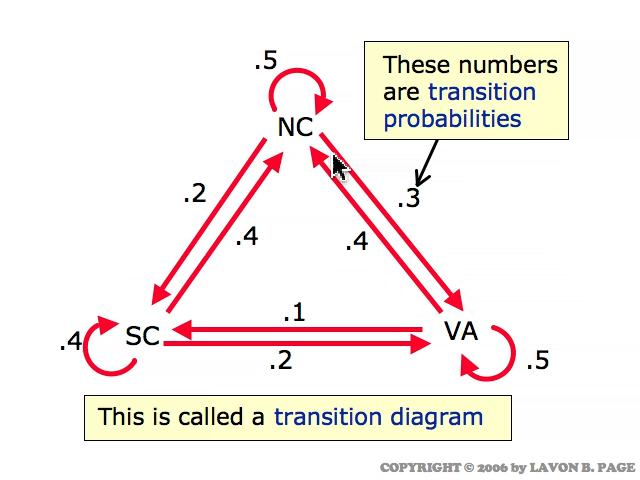 .5
These numbers
are transition
probabilities
NC
.2
.3
.4
.4
.1
.4
SC
VA
.2
.5
This is called a transition diagram
COPYRIGHT © 2006 by LAVON B. PAGE